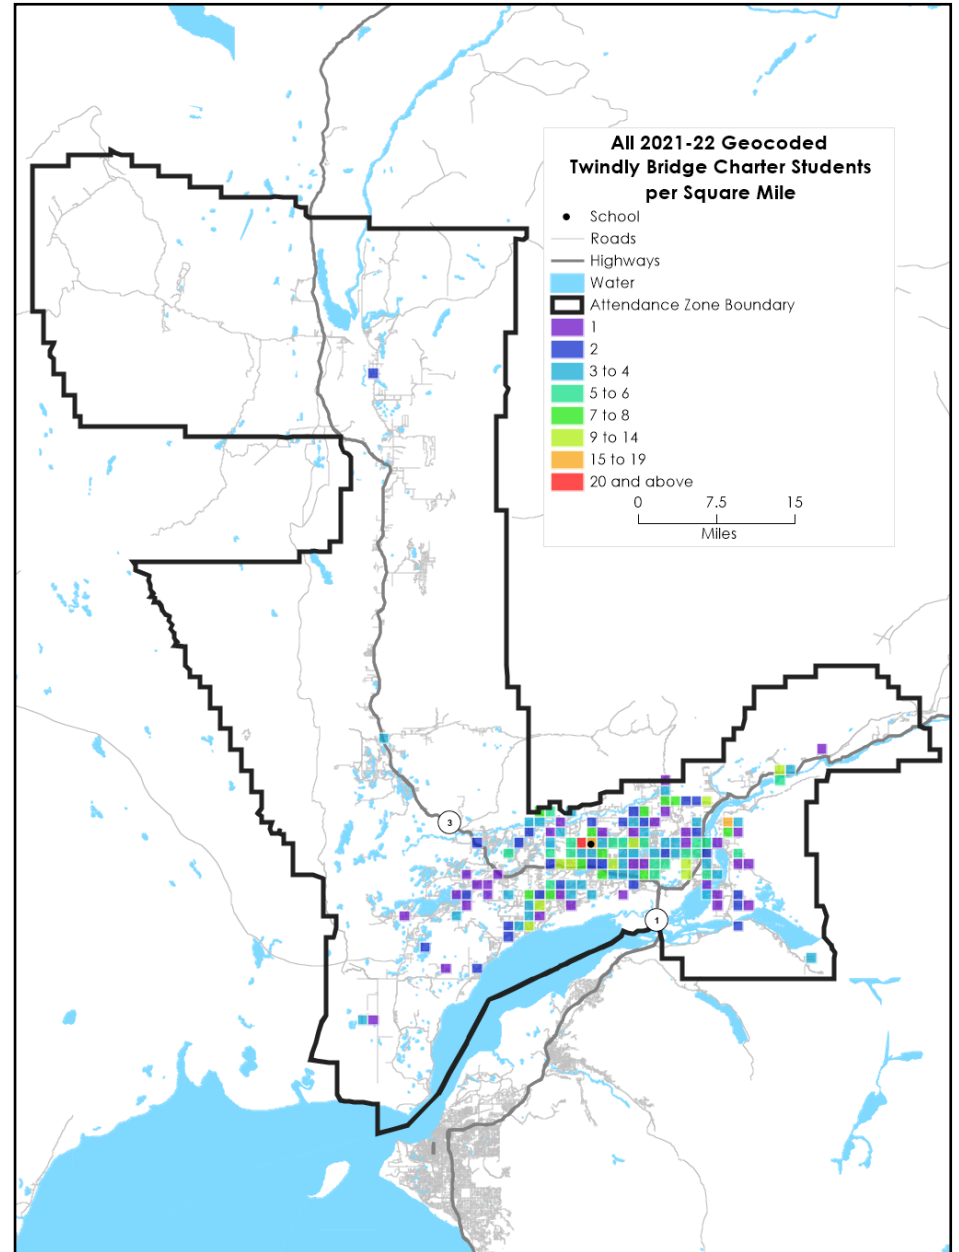 All 2021-22 Geocoded
Twindly Bridge Charter Students
per Square Mile
School
Roads
Highways
Water
Attendance Zone Boundary
1
2
3 to 4
5 to 6
7 to 8
9 to 14
15 to 19
20 and above
0 7.5 15
Miles
3
1